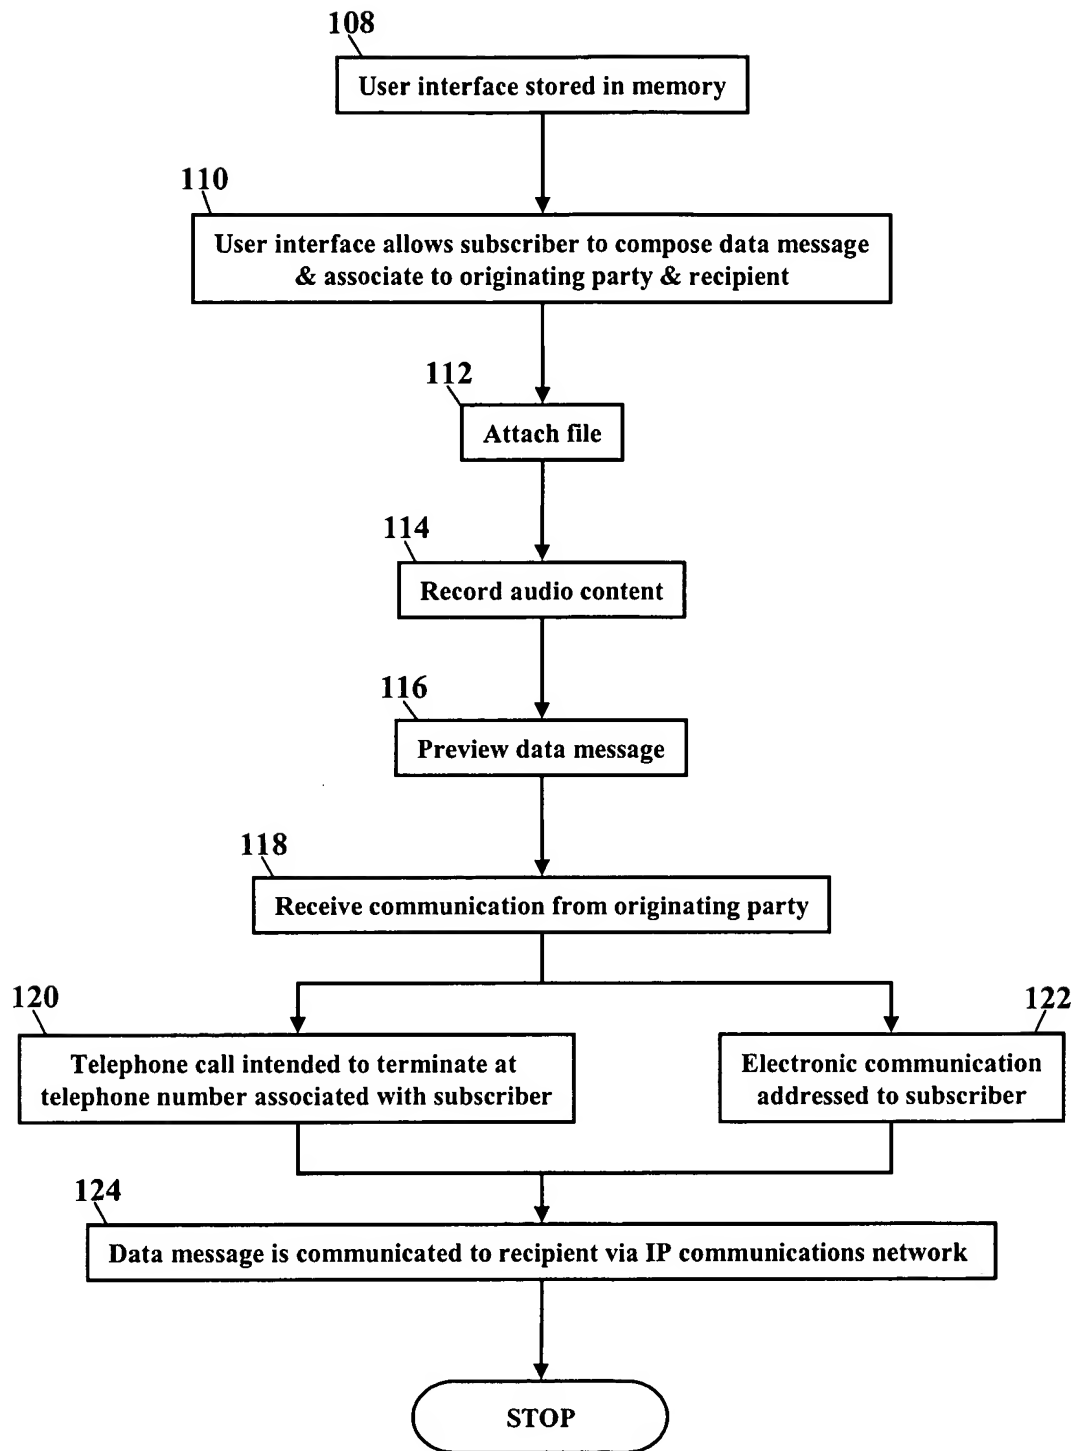 108
User interface stored in memory
110
User interface allows subscriber to compose data message
& associate to originating party & recipient
112
Attach file
114
Record audio content
116
Preview data message
118
Receive communication from originating party
120
Telephone call intended to terminate at
telephone number associated with subscriber
122
Electronic communication
addressed to subscriber
124
Data message is communicated to recipient via IP communications network
STOP